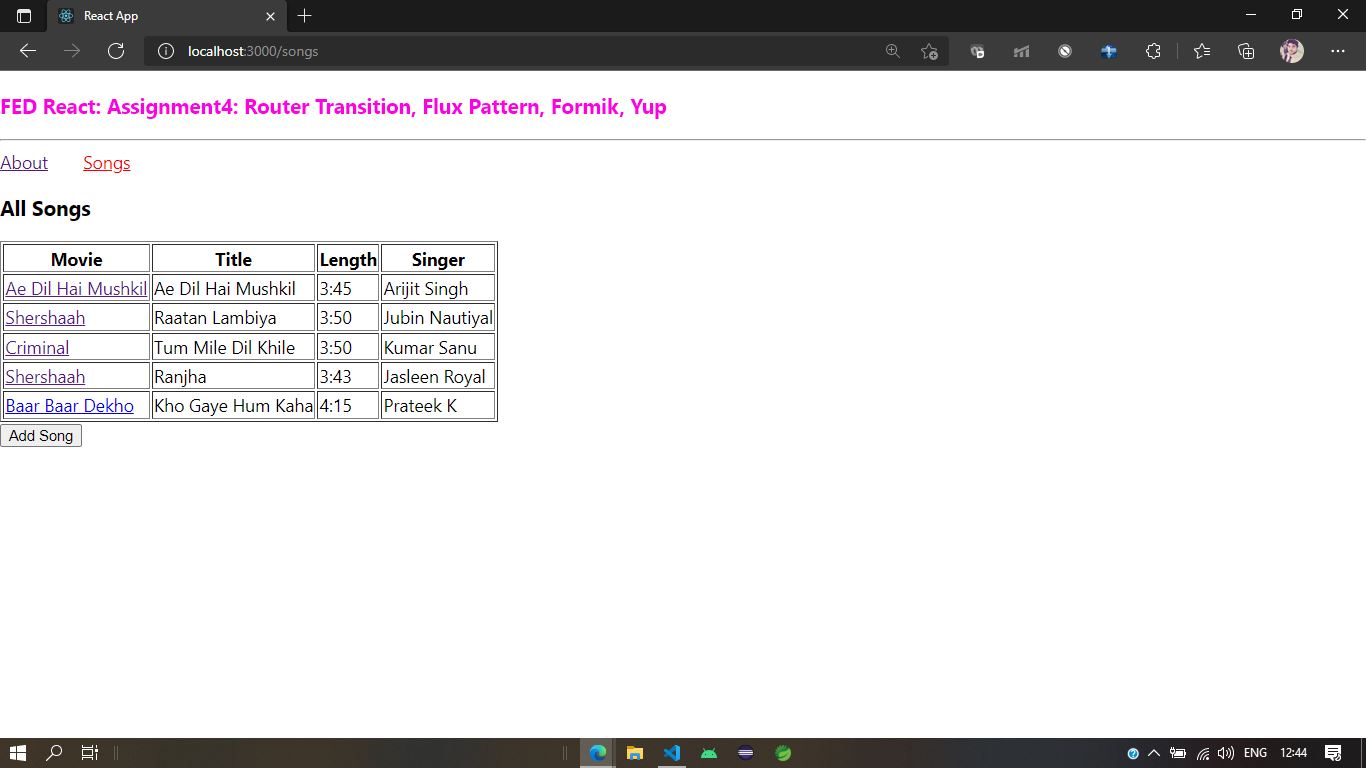 React App
localhost:3000/songs
FED React: Assignment4: Router Transition, Flux Pattern, Formik, Yup
About Songs
All Songs
Movie Title Length Singer
Ae Dil Hai Mushkil Ae Dil Hai Mushkil 3:45 Arijit Singh
Shershaah Raatan Lambiya 3:50 Jubin Nautiyal
Criminal Tum Mile Dil Khile 3:50 Kumar Sanu
Shershaah Ranjha 3:43 Jasleen Royal
Baar Baar Dekho Kho Gaye Hum Kaha 4:15 Prateek K
Add Song
ENG 12:44